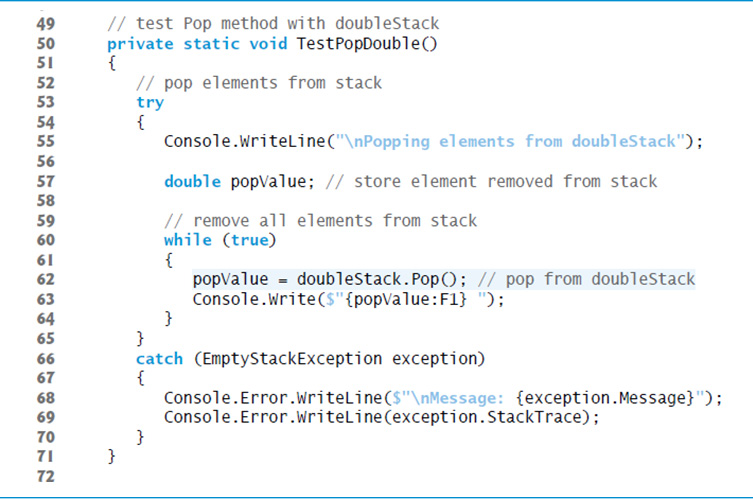 49 // test Pop method with doubleStack
50 private static void TestPopDouble()
51 {
52 // pop elements from stack
53 try
54 {
55 Console.WriteLine("\nPopping elements from doubleStack");
56
57 double popValue; // store element removed from stack
58
59 // remove all elements from stack
60 while (true)
61 {
62 popValue = doubleStack.Pop(); // pop from doubleStack
63 Console.Write($"{popValue:F1} ");
64 }
65 }
66 catch (EmptyStackException exception)
67 {
68 Console.Error.WriteLine($"\nMessage: {exception.Message}");
69 Console.Error.WriteLine(exception.StackTrace);
70 }
71 }
72